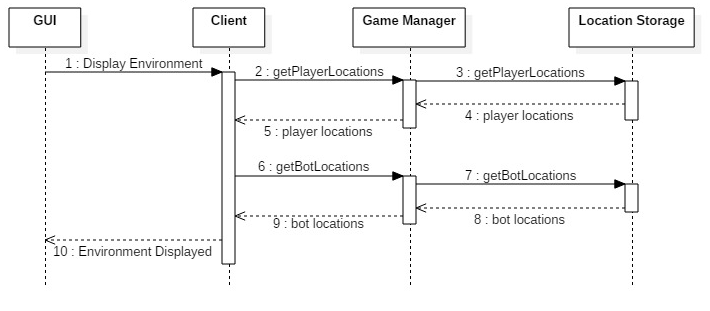 GUI
Client
Game Manager
Location Storage
1 : Display Environment
2 : getPlayerLocations
3 : getPlayerLocations
4 : player locations
5 : player locations
6 : getBotLocations
7 : getBotLocations
8 : bot locations
9 : bot locations
10 : Environment Displayed